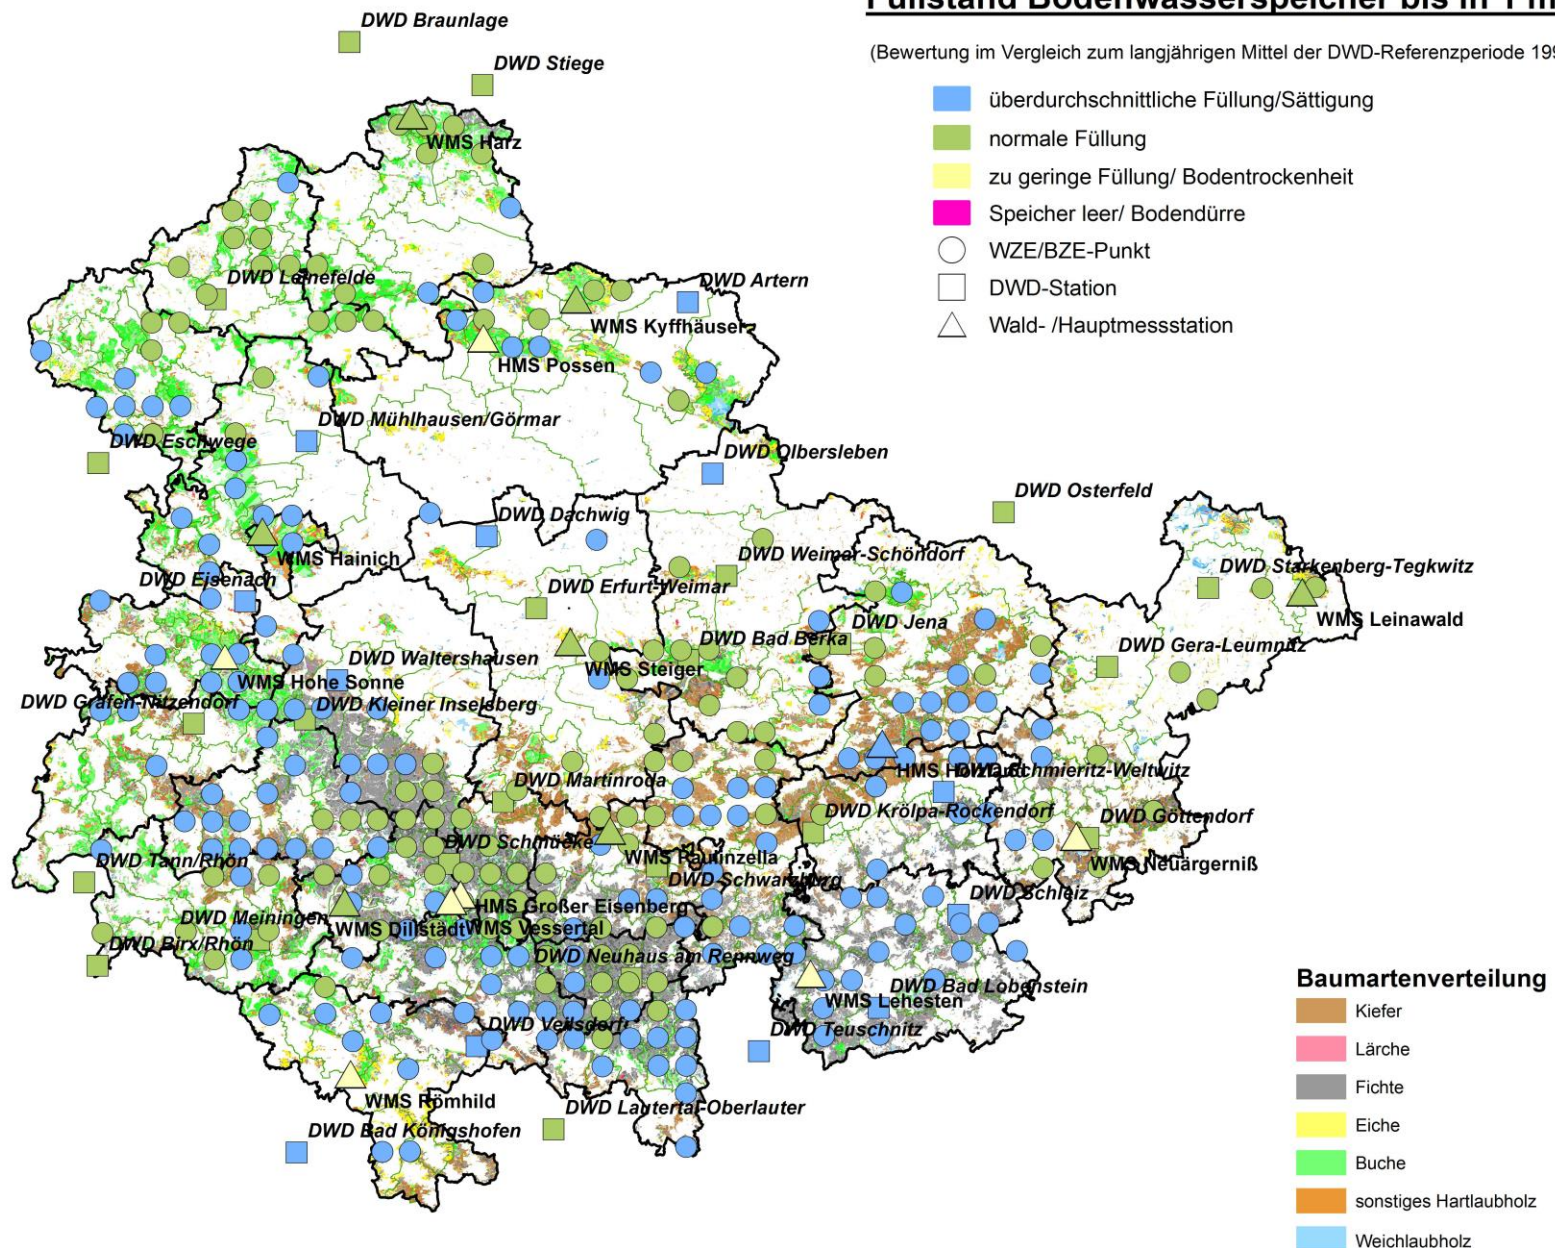 Füllstand Bodenwasserspeicher bis in 1 m
(Bewertung im Vergleich zum langjährigen Mittel der DWD-Referenzperiode 199
überdurchschnittliche Füllung/Sättigung
normale Füllung
zu geringe Füllung/ Bodentrockenheit
Speicher leer/ Bodendürre
WZE/BZE-Punkt
DWD-Station
Wald- /Hauptmessstation
DWD Braunlage
DWD Stiege
WMS Harz
DWD Leinefelde
DWD Artern
WMS Kyffhäuser
HMS Possen
DWD Mühlhausen/Görmar
DWD Eschwege
DWD Olbersleben
DWD Osterfeld
DWD Dachwig
WMS Hainich
DWD Weimar-Schöndorf
DWD Eisenach
DWD Erfurt-Weimar
DWD Starkenberg-Tegkwitz
WMS Leinawald
DWD Jena
DWD Bad Berka
DWD Gera-Leumnitz
DWD Waltershausen
WMS Steiger
WMS Hohe Sonne
DWD Gräfen-Nitzendorf
DWD Kleiner Inselsberg
HMS Holzland
DWD Schmieritz-Weltwitz
DWD Martinroda
DWD Krölpa-Rockendorf
DWD Göttendorf
DWD Schmücke
WMS Paulinzella
DWD Tann/Rhön
WMS Neuärgerniß
DWD Schwarzburg
DWD Schleiz
HMS Großer Eisenberg
DWD Meiningen
WMS Dillstädt
WMS Vessertal
DWD Birx/Rhön
DWD Neuhaus am Rennweg
DWD Bad Lobenstein
WMS Lehesten
DWD Veilsdorf
DWD Teuschnitz
WMS Römhild
DWD Lautertal-Oberlauter
DWD Bad Königshofen
Baumartenverteilung
Kiefer
Lärche
Fichte
Eiche
Buche
sonstiges Hartlaubholz
Weichlaubholz